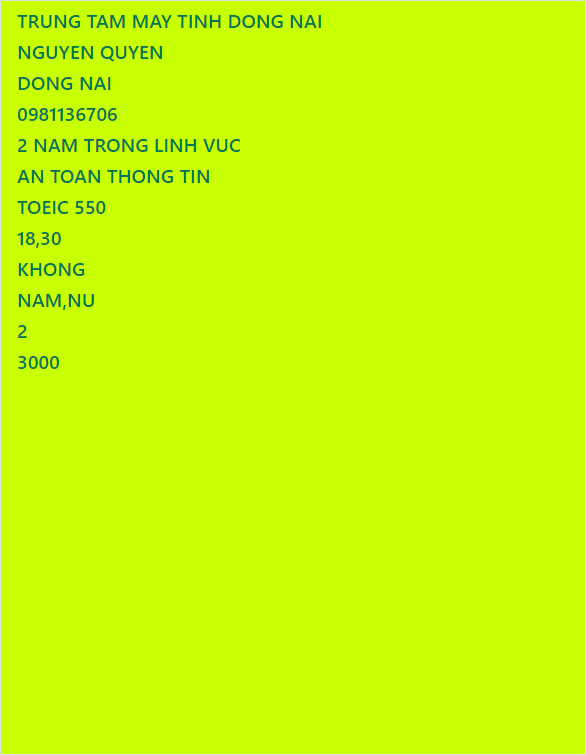 TRUNG TAM MAY TINH DONG NAI
NGUYEN QUYEN
DONG NAI
0981136706
2 NAM TRONG LINH VUC
AN TOAN THONG TIN
TOEIC 550
18,30
KHONG
NAM,NU
2
3000